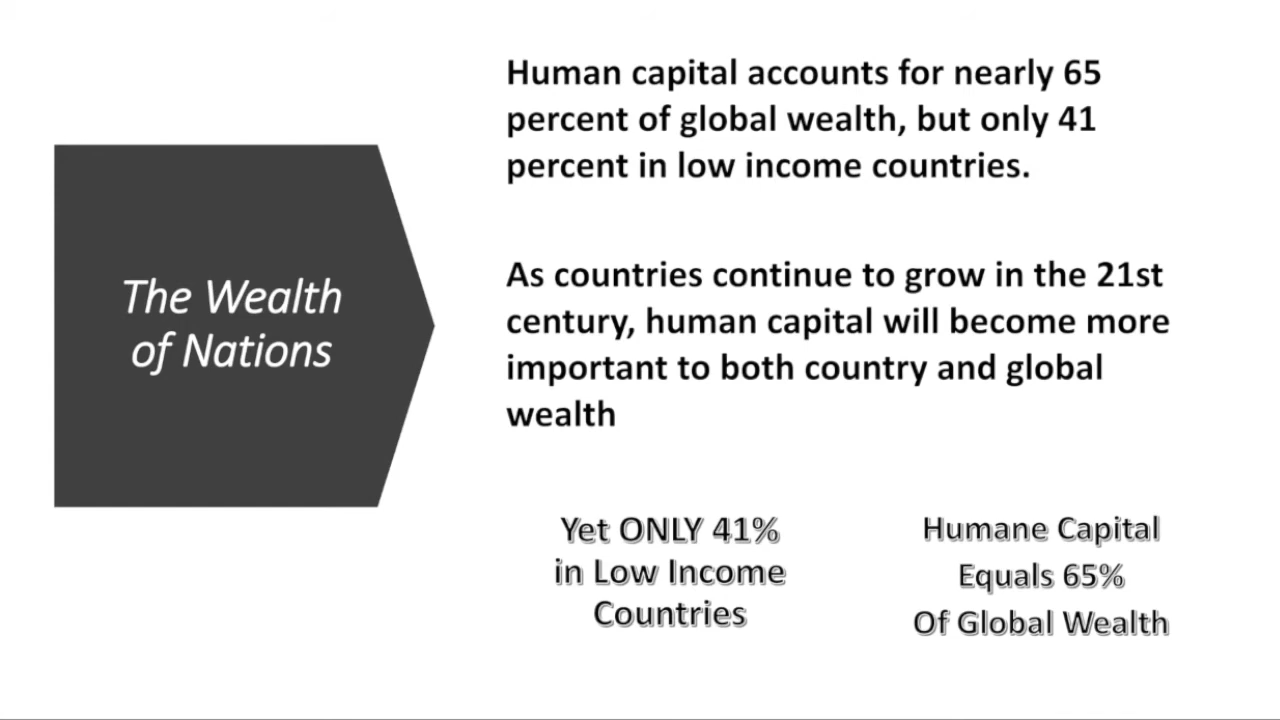 The Wealth
of Nations
Human capital accounts for nearly 65
percent of global wealth, but only 41
percent in low income countries.
As countries continue to grow in the 21st
century, human capital will become more
important to both country and global
wealth
Yet ONLY 41%
in Low Income
Countries
Humane Capital
Equals 65%
Of Global Wealth